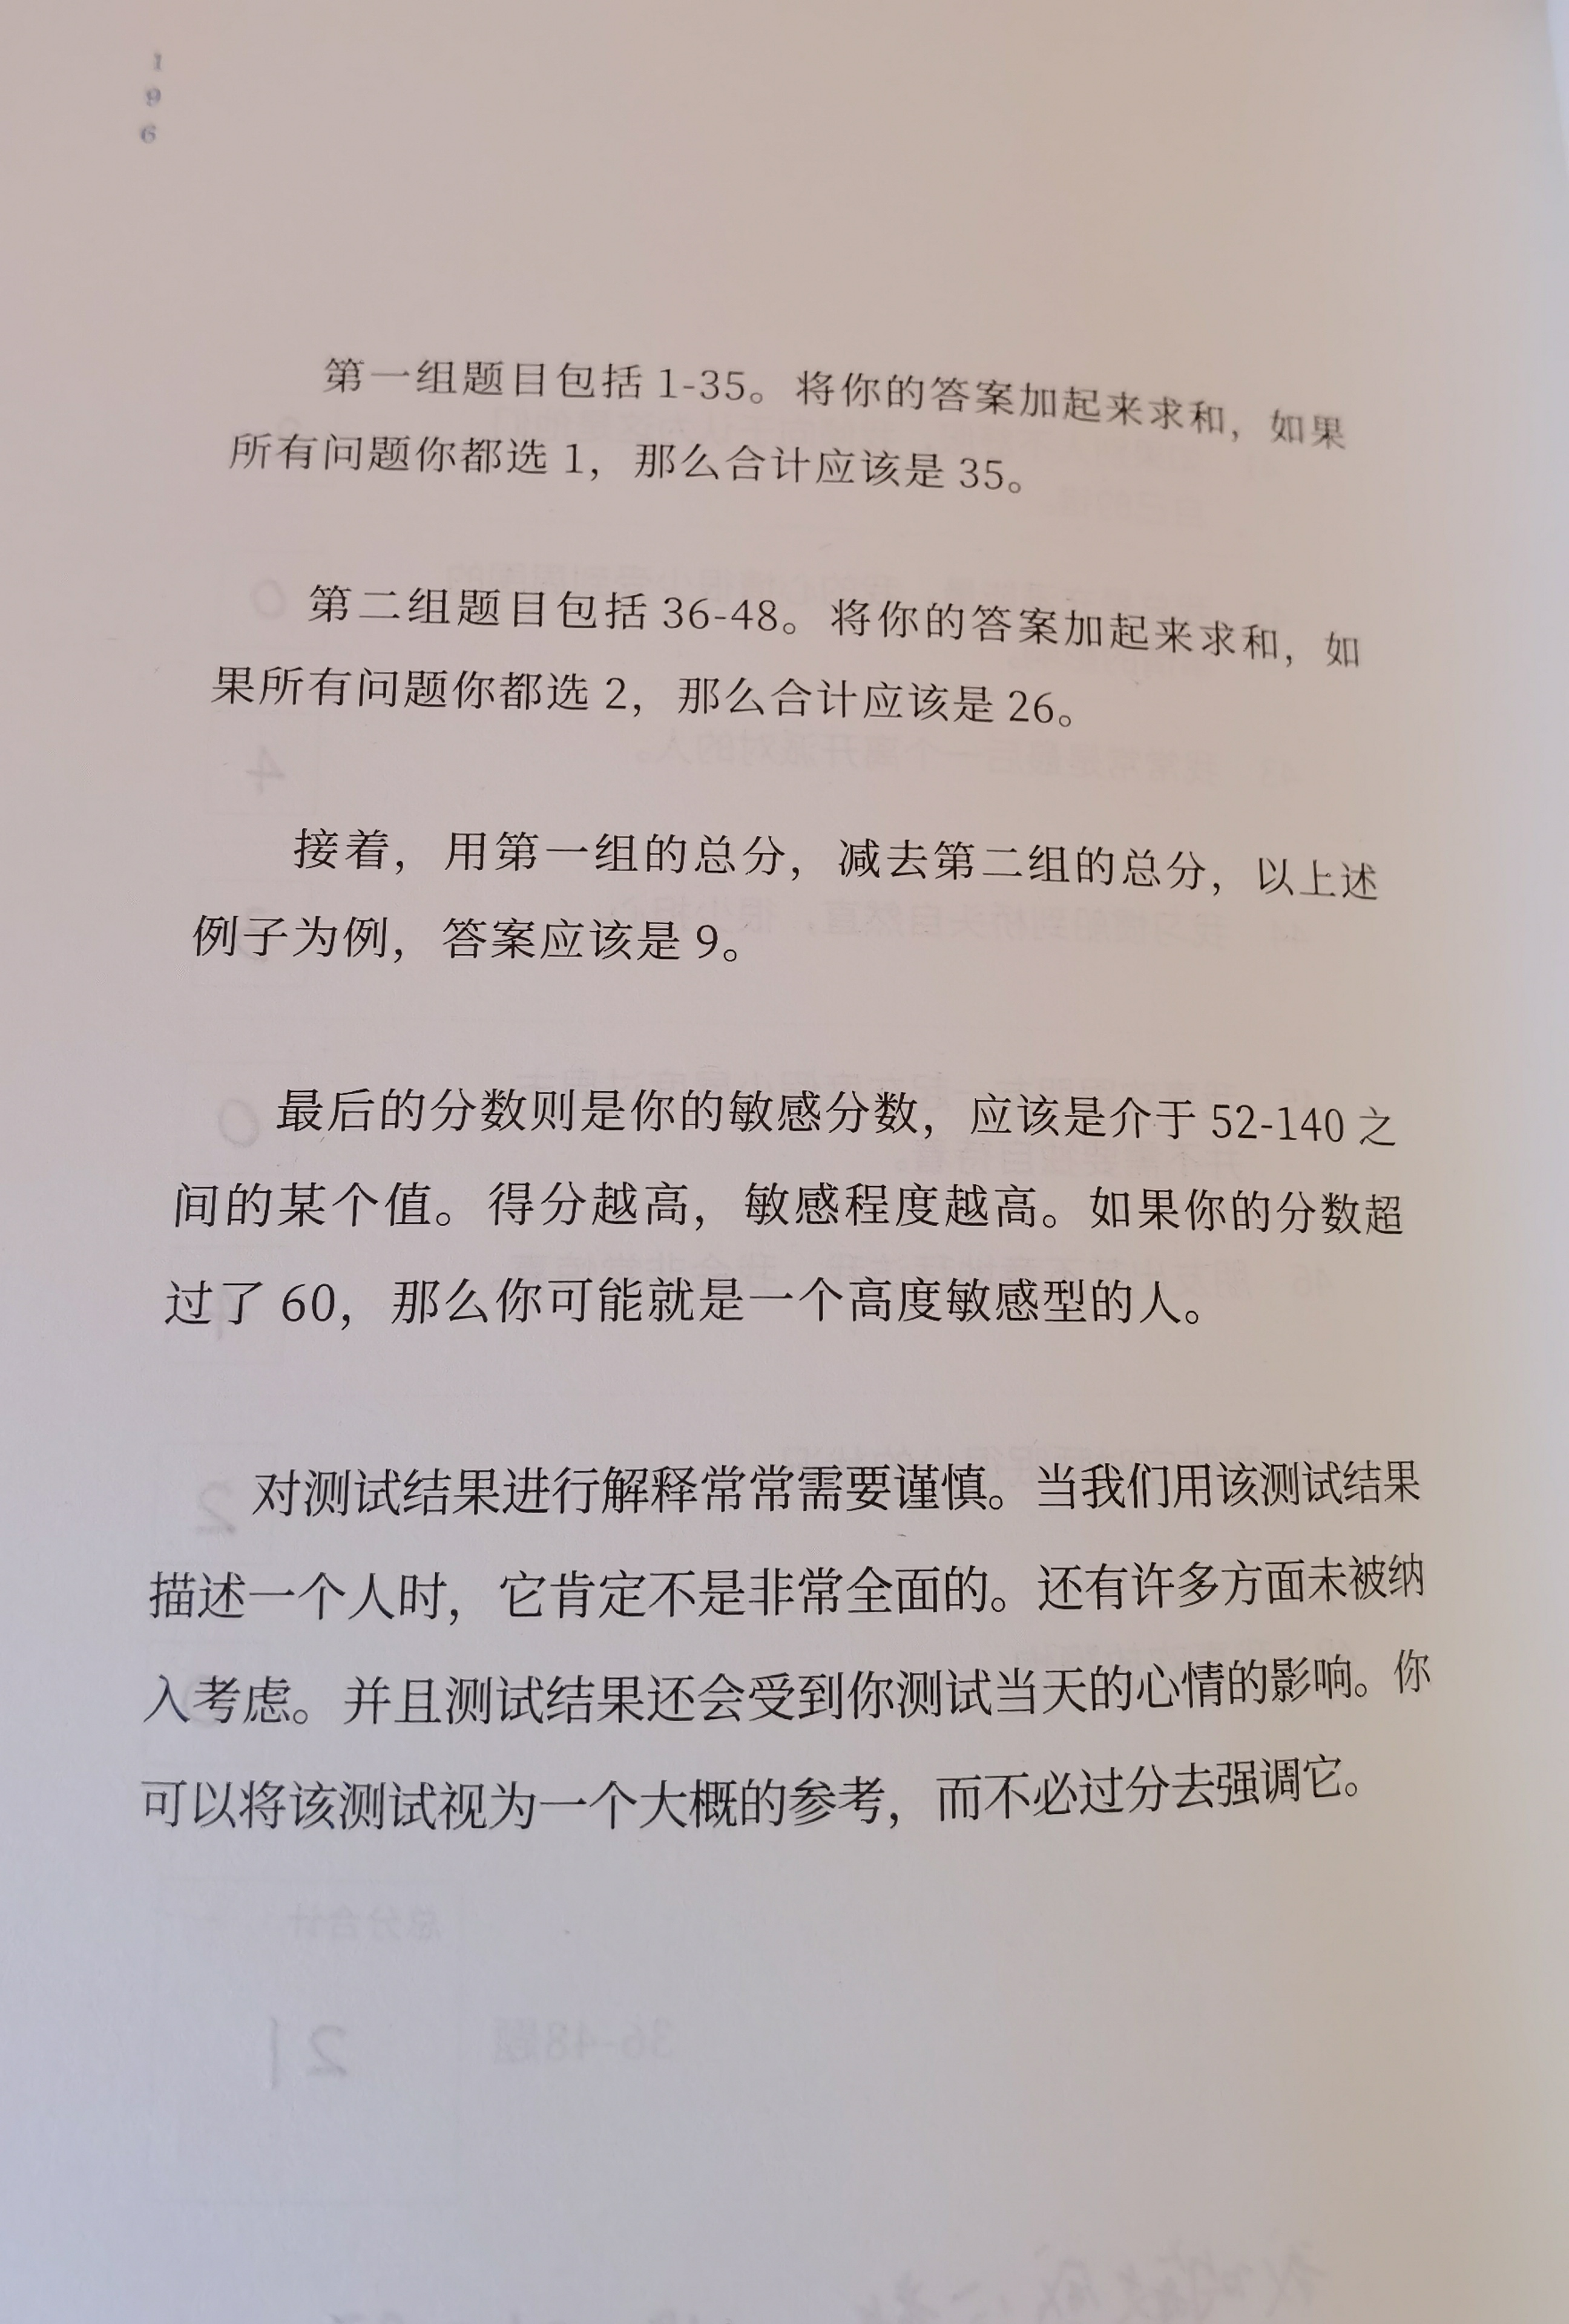 196
第一组题目包括 1-35。将你的答案加起来求和，如果
所有问题你都选 1，那么合计应该是 35。
第二组题目包括 36-48。将你的答案加起来求和，如
果所有问题你都选 2，那么合计应该是 26。
接着，用第一组的总分，减去第二组的总分，以上述
例子为例，答案应该是 9。
最后的分数则是你的敏感分数，应该是介于 52-140 之
间的某个值。得分越高，敏感程度越高。如果你的分数超
过了 60，那么你可能就是一个高度敏感型的人。
对测试结果进行解释常常需要谨慎。当我们用该测试结果
描述一个人时，它肯定不是非常全面的。还有许多方面未被纳
入考虑。并且测试结果还会受到你测试当天的心情的影响。你
可以将该测试视为一个大概的参考，而不必过分去强调它。